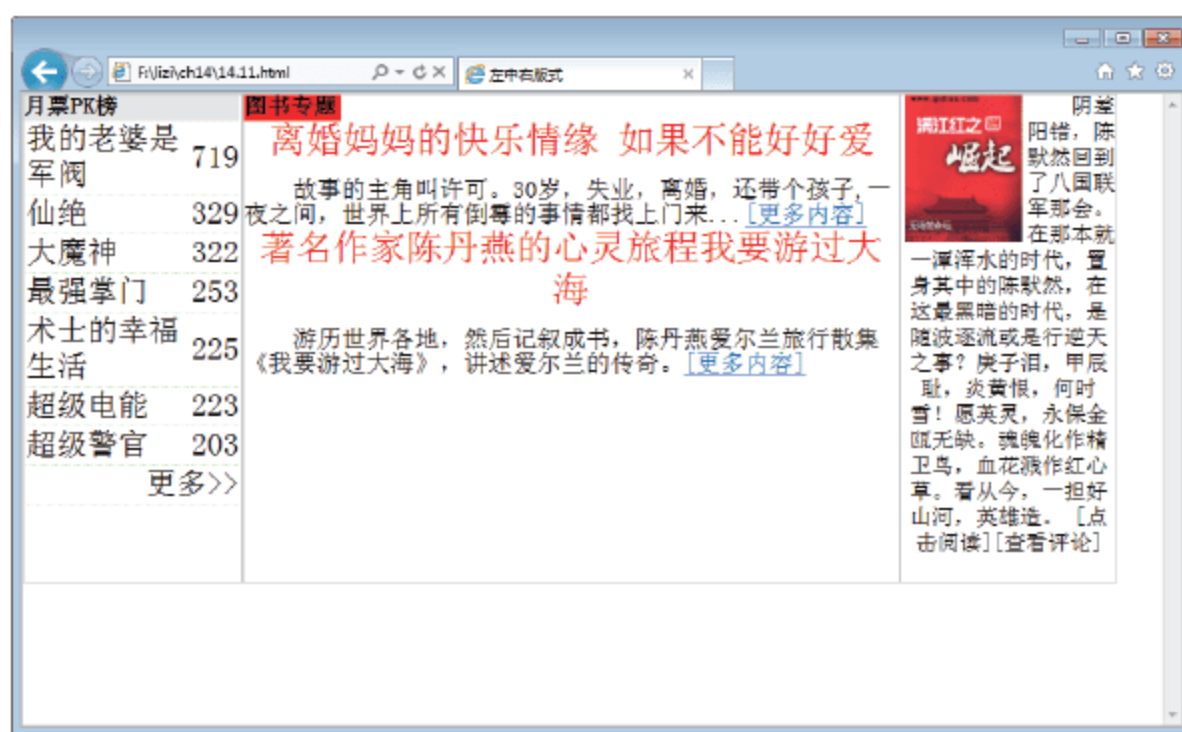 F:\lizi\ch14\14.11.html
左中右版式
月票PK榜
我的老婆是
军阀
719
仙绝 329
大魔神 322
最强掌门 253
术士的幸福
生活
225
超级电能 223
超级警官 203
更多>>
图书专题
离婚妈妈的快乐情缘 如果不能好好爱
故事的主角叫许可。30岁，失业，离婚，还带个孩子,一
夜之间，世界上所有倒霉的事情都找上门来...[更多内容]
著名作家陈丹燕的心灵旅程我要游过大
海
游历世界各地，然后记叙成书，陈丹燕爱尔兰旅行散集
《我要游过大海》，讲述爱尔兰的传奇。[更多内容]
满江红之
崛起
阴差
阳错，陈
默然回到
了八国联
军那会。
在那本就
一潭浑水的时代，置
身其中的陈默然，在
这最黑暗的时代，是
随波逐流或是行逆天
之事？庚子泪，甲辰
耻，炎黄恨，何时
雪！愿英灵，永保金
瓯无缺。魂魄化作精
卫鸟，血花溅作红心
草。看从今，一担好
山河，英雄造。 [点
击阅读][查看评论]